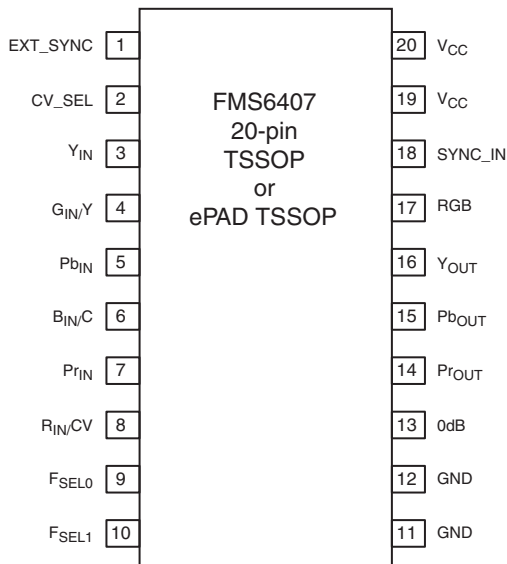 EXT_SYNC 1
CV_SEL 2
YIN 3
GIN/Y 4
PbIN 5
BIN/C 6
PrIN 7
RIN/CV 8
FSEL0 9
FSEL1 10
FMS6407
20-pin
TSSOP
or
ePAD TSSOP
20 VCC
19 VCC
18 SYNC_IN
17 RGB
16 YOUT
15 PbOUT
14 PrOUT
13 0dB
12 GND
11 GND